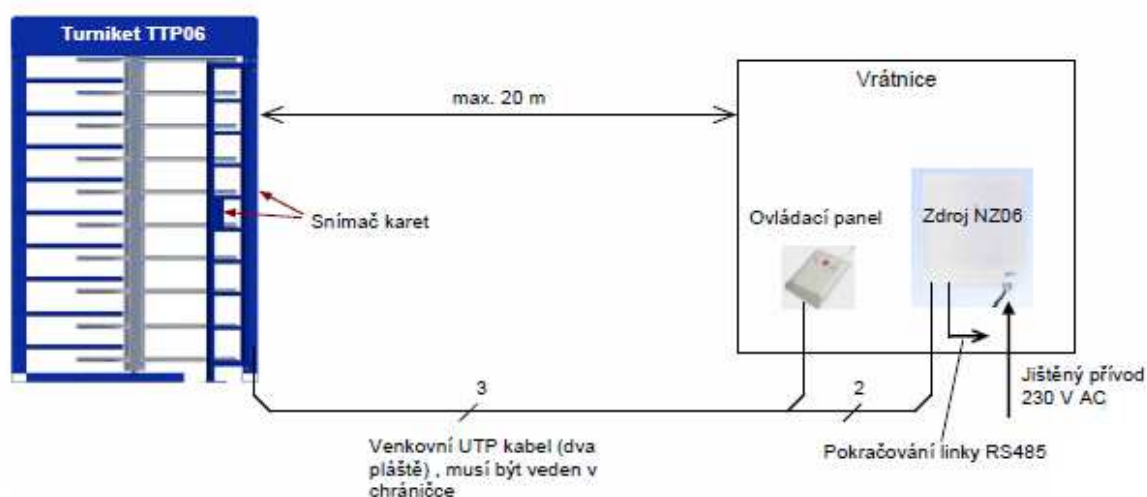 Turniket TTP06
Vrátnice
max. 20 m
Snímač karet
Ovládací panel
Zdroj NZ06
3
2
Jištěný přívod
230 V AC
Venkovní UTP kabel (dva
pláště) , musí být veden v
chráničce
Pokračování linky RS485